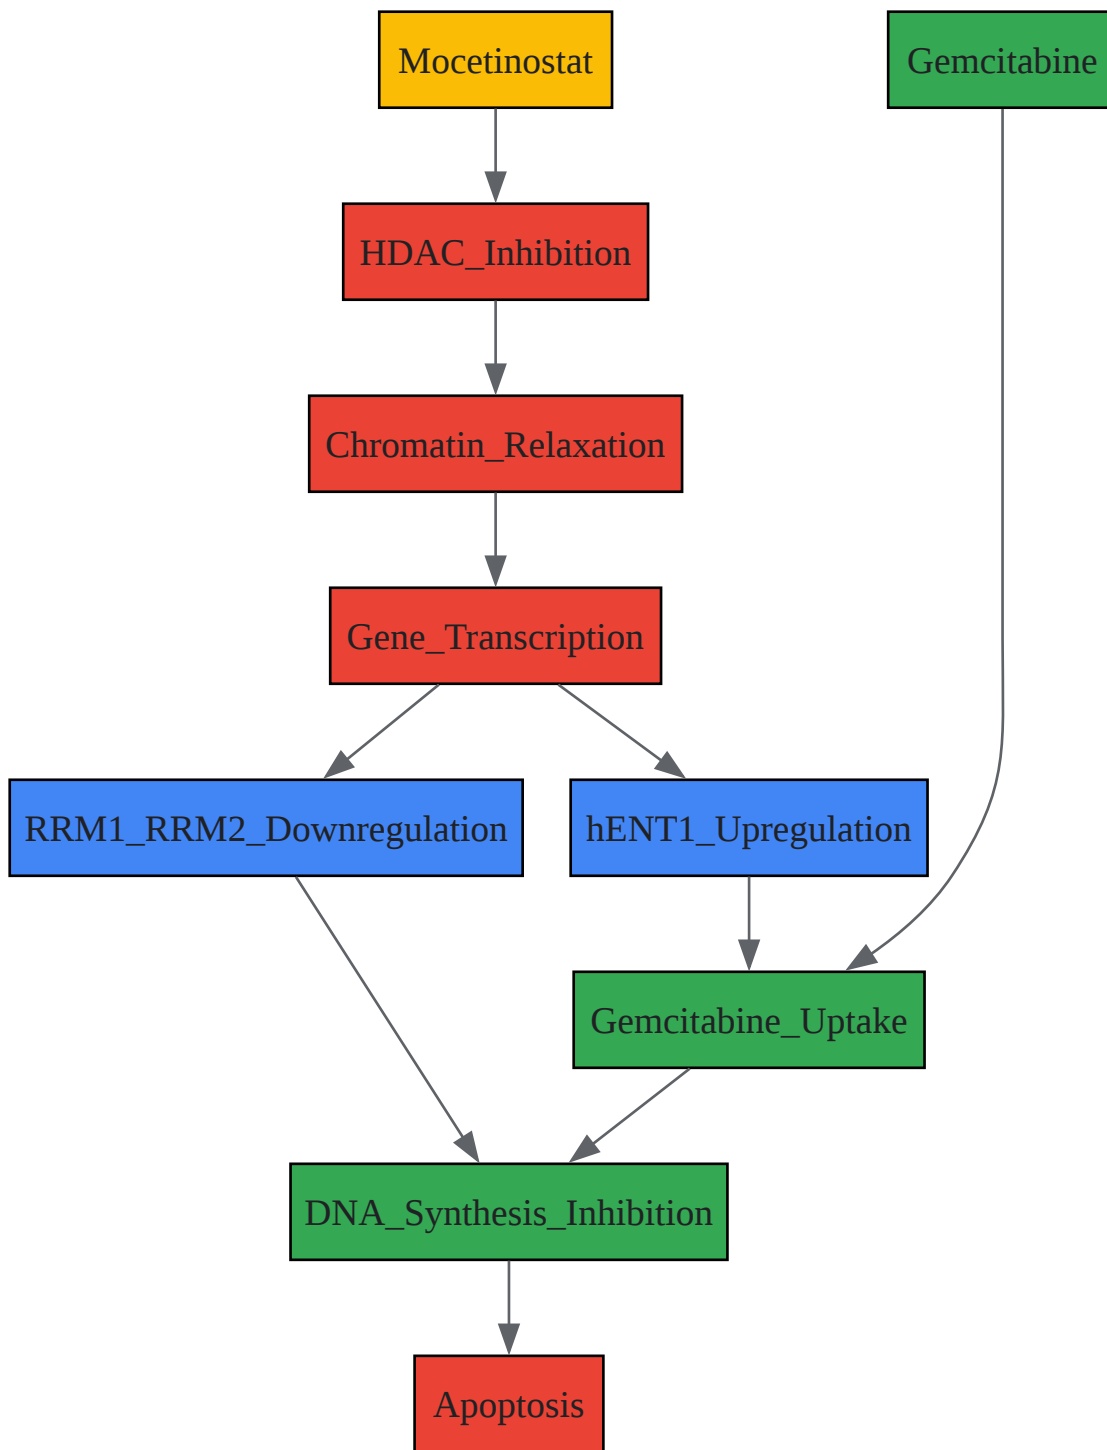 Mocetinostat
Gemcitabine
HDAC_Inhibition
Chromatin_Relaxation
Gene_Transcription
RRM1_RRM2_Downregulation
hENT1_Upregulation
Gemcitabine_Uptake
DNA_Synthesis_Inhibition
Apoptosis